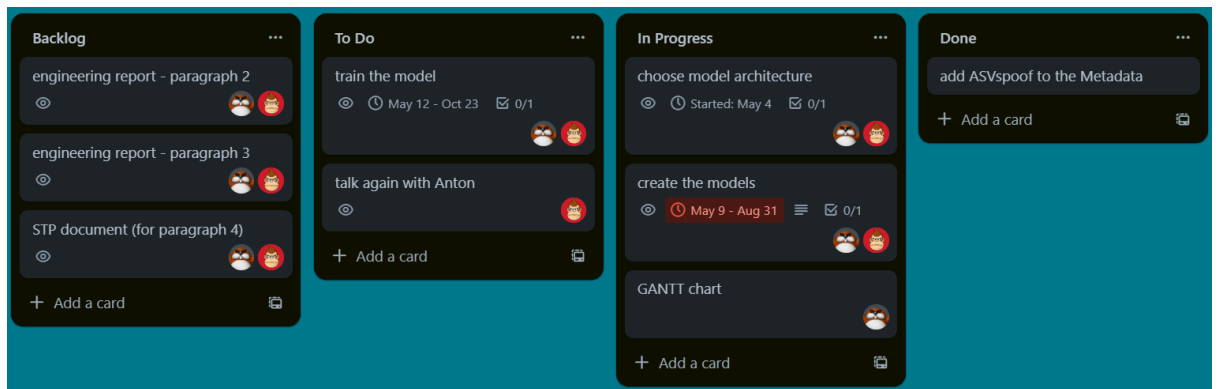 Backlog
engineering report - paragraph 2
engineering report - paragraph 3
STP document (for paragraph 4)
+ Add a card
To Do
train the model
May 12 - Oct 23 0/1
talk again with Anton
+ Add a card
In Progress
choose model architecture
Started: May 4 0/1
create the models
May 9 - Aug 31 0/1
GANTT chart
+ Add a card
Done
add ASVspoof to the Metadata
+ Add a card